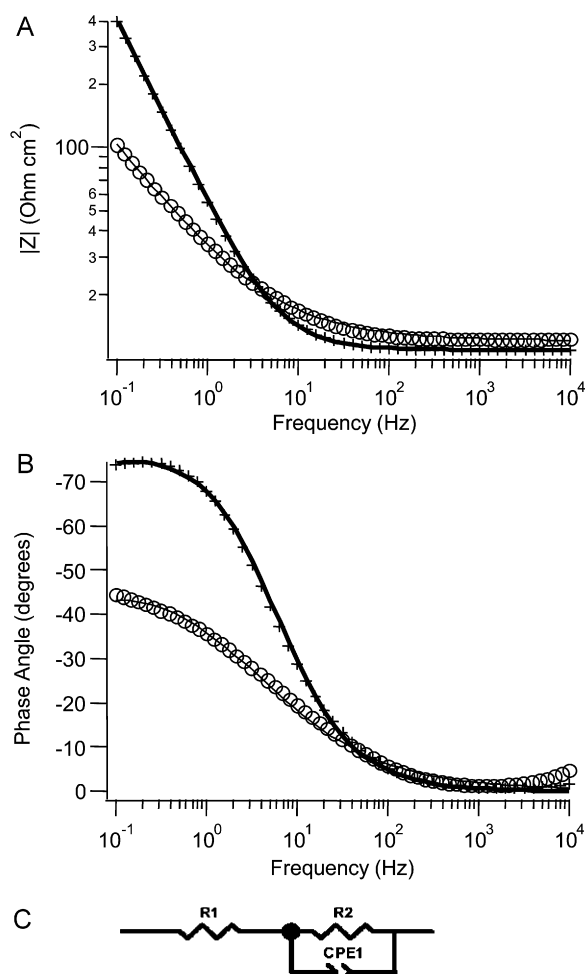 A
4
3
2
100
6
5
4
3
2
|Z| (Ohm cm²)
10⁻¹ 10⁰ 10¹ 10² 10³ 10⁴
Frequency (Hz)
B
-70
-60
-50
-40
-30
-20
-10
0
Phase Angle (degrees)
10⁻¹ 10⁰ 10¹ 10² 10³ 10⁴
Frequency (Hz)
C
R1 R2
CPE1